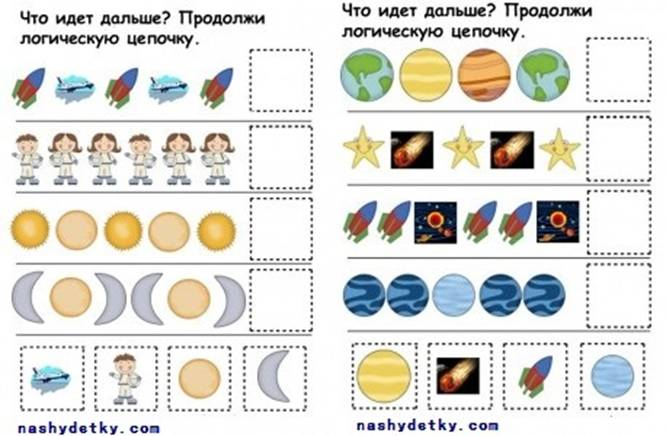 Что идет дальше? Продолжи
логическую цепочку.
nashydetky.com
Что идет дальше? Продолжи
логическую цепочку.
nashydetky.com